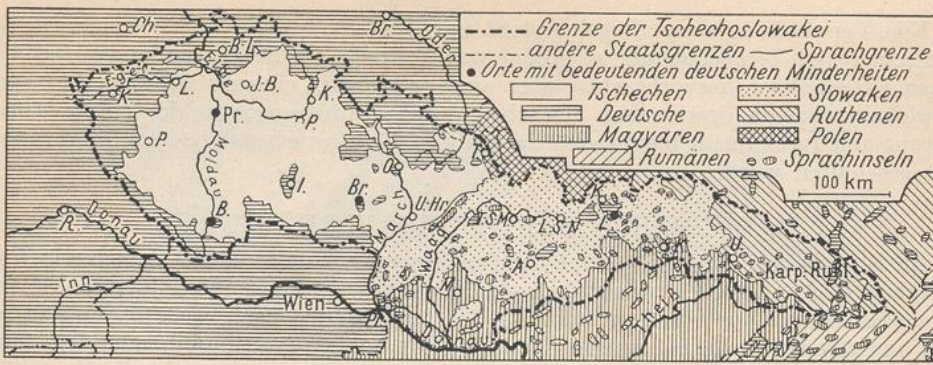 Grenze der Tschechoslowakei
andere Staatsgrenzen Sprachgrenze
Orte mit bedeutenden deutschen Minderheiten
Tschechen Slowaken
Deutsche Ruthenen
Magyaren Polen
Rumänen Sprachinseln
100 km
Ch.
Br.
Oder
B-L.
Elbe
Eger
K.
L.
J-B.
K.
P.
Pr.
P.
Moldau
I.
Br.
O.
B.
March
U-Hr.
Waag
T.S.M.
L.S.N.
A.
N.
K.
U.
Karp. Rußl.
Theiß
R.
Donau
Inn
Wien
Pr.
Donau